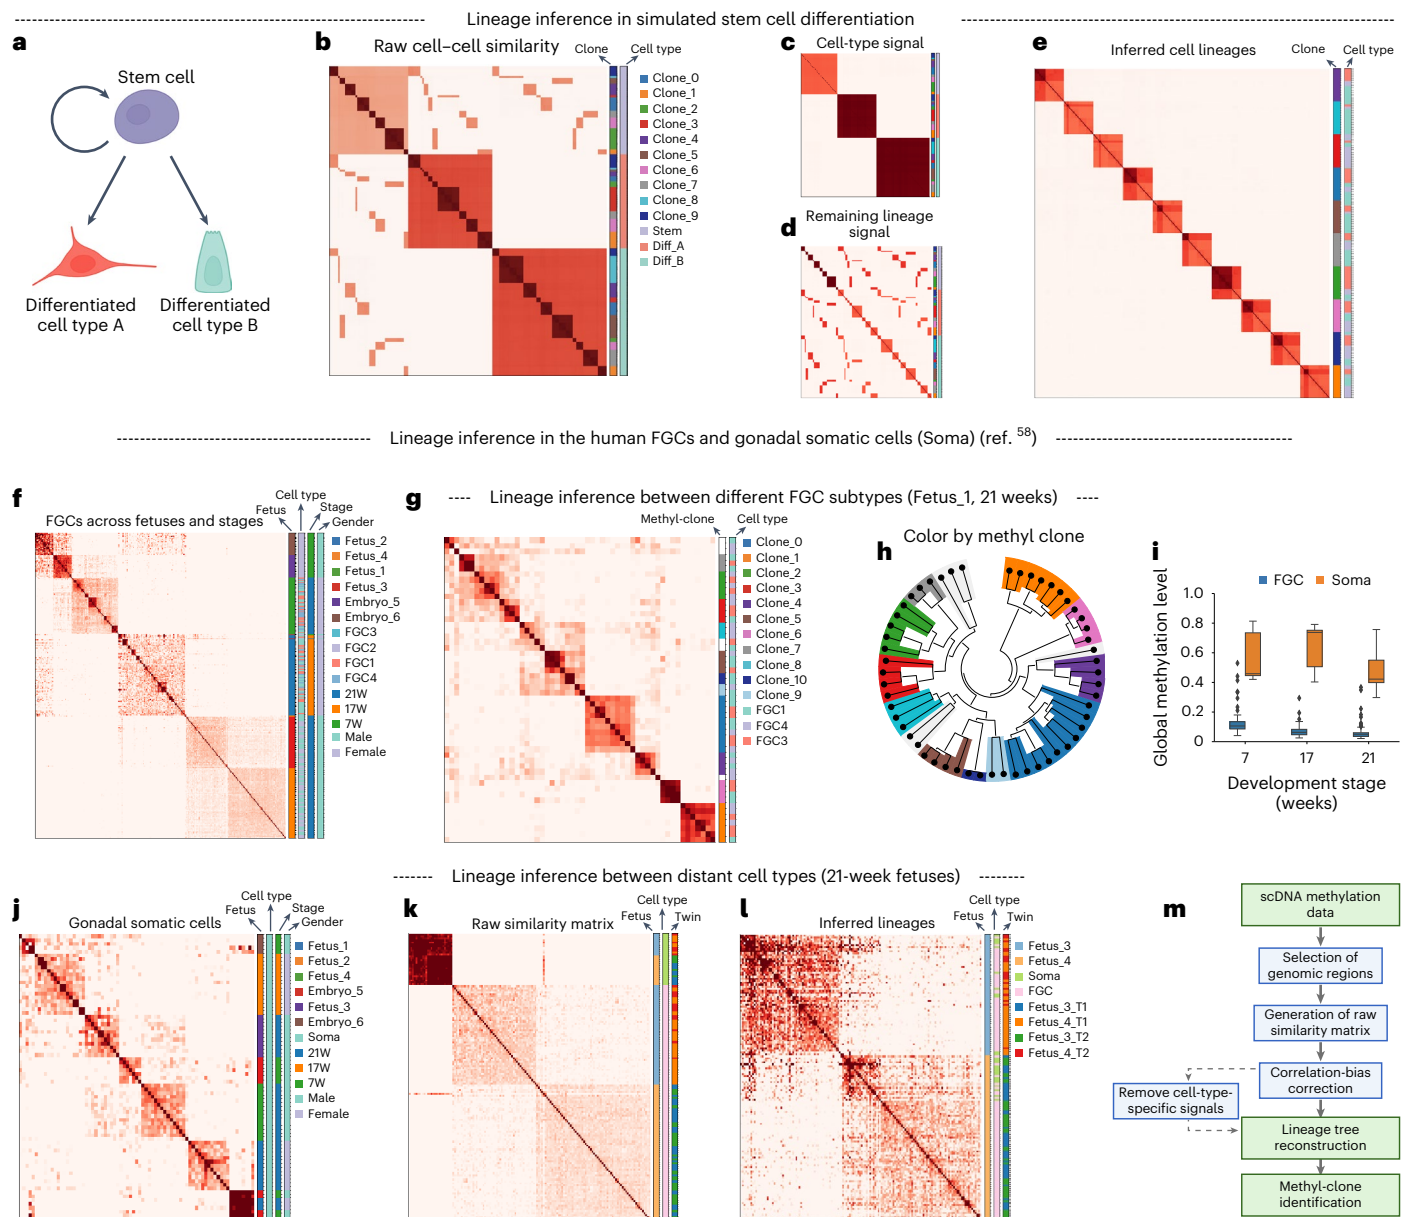 Lineage inference in simulated stem cell differentiation
a
Stem cell
Differentiated
cell type A
Differentiated
cell type B
b
Raw cell–cell similarity
Clone
Cell type
Clone_0
Clone_1
Clone_2
Clone_3
Clone_4
Clone_5
Clone_6
Clone_7
Clone_8
Clone_9
Stem
Diff_A
Diff_B
c
Cell-type signal
d
Remaining lineage
signal
e
Inferred cell lineages
Clone
Cell type
Lineage inference in the human FGCs and gonadal somatic cells (Soma) (ref. 58)
f
FGCs across fetuses and stages
Fetus
Cell type
Stage
Gender
Fetus_2
Fetus_4
Fetus_1
Fetus_3
Embryo_5
Embryo_6
FGC3
FGC2
FGC1
FGC4
21W
17W
7W
Male
Female
g
Lineage inference between different FGC subtypes (Fetus_1, 21 weeks)
Methyl-clone
Cell type
Clone_0
Clone_1
Clone_2
Clone_3
Clone_4
Clone_5
Clone_6
Clone_7
Clone_8
Clone_10
Clone_9
FGC1
FGC4
FGC3
h
Color by methyl clone
i
FGC
Soma
Global methylation level
1.0
0.8
0.6
0.4
0.2
0
7
17
21
Development stage
(weeks)
Lineage inference between distant cell types (21-week fetuses)
j
Gonadal somatic cells
Fetus
Cell type
Stage
Gender
Fetus_1
Fetus_2
Fetus_4
Embryo_5
Fetus_3
Embryo_6
Soma
21W
17W
7W
Male
Female
k
Raw similarity matrix
Fetus
Cell type
Twin
l
Inferred lineages
Fetus
Cell type
Twin
Fetus_3
Fetus_4
Soma
FGC
Fetus_3_T1
Fetus_4_T1
Fetus_3_T2
Fetus_4_T2
m
scDNA methylation
data
Selection of
genomic regions
Generation of raw
similarity matrix
Correlation-bias
correction
Remove cell-type-
specific signals
Lineage tree
reconstruction
Methyl-clone
identification